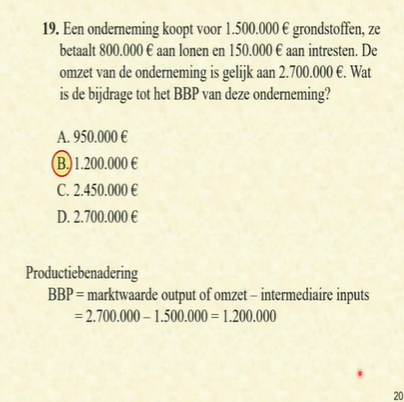 19. Een onderneming koopt voor 1.500.000 € grondstoffen, ze
betaalt 800.000 € aan lonen en 150.000 € aan intresten. De
omzet van de onderneming is gelijk aan 2.700.000 €. Wat
is de bijdrage tot het BBP van deze onderneming?
A. 950.000 €
B. 1.200.000 €
C. 2.450.000 €
D. 2.700.000 €
Productiebenadering
BBP = marktwaarde output of omzet – intermediaire inputs
= 2.700.000 – 1.500.000 = 1.200.000
20